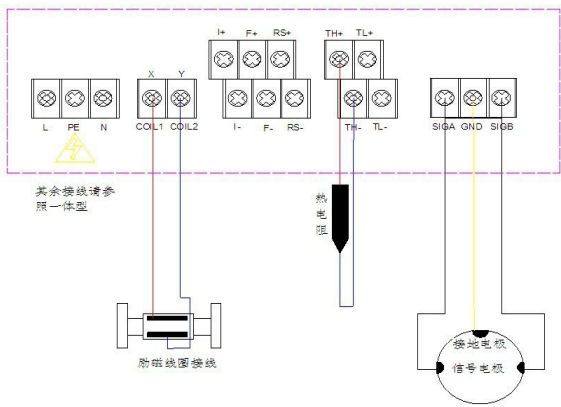 I+ F+ RS+ TH+ TL+
X Y
L PE N COIL1 COIL2 I- F- RS- TH- TL- SIGA GND SIGB
其余接线请参
照一体型
热电阻
励磁线圈接线
接地电极
信号电极